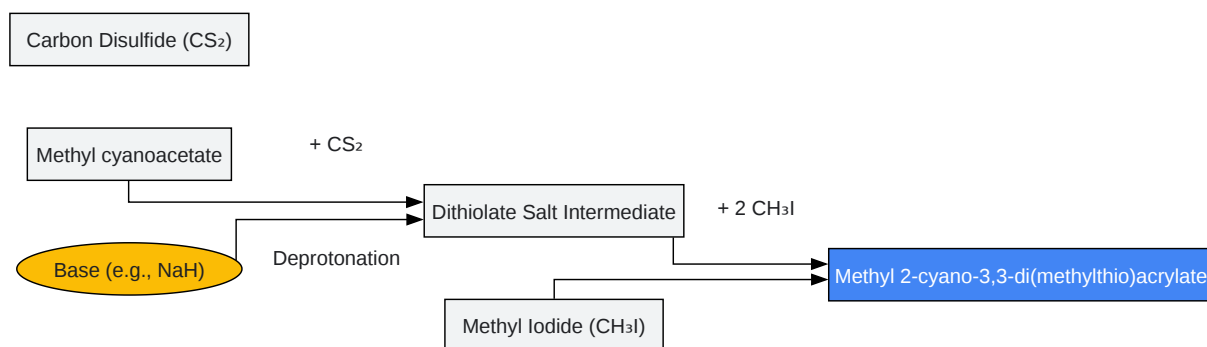 Carbon Disulfide (CS₂)
Methyl cyanoacetate
+ CS₂
Dithiolate Salt Intermediate
+ 2 CH₃I
Base (e.g., NaH)
Deprotonation
Methyl 2-cyano-3,3-di(methylthio)acrylate
Methyl Iodide (CH₃I)